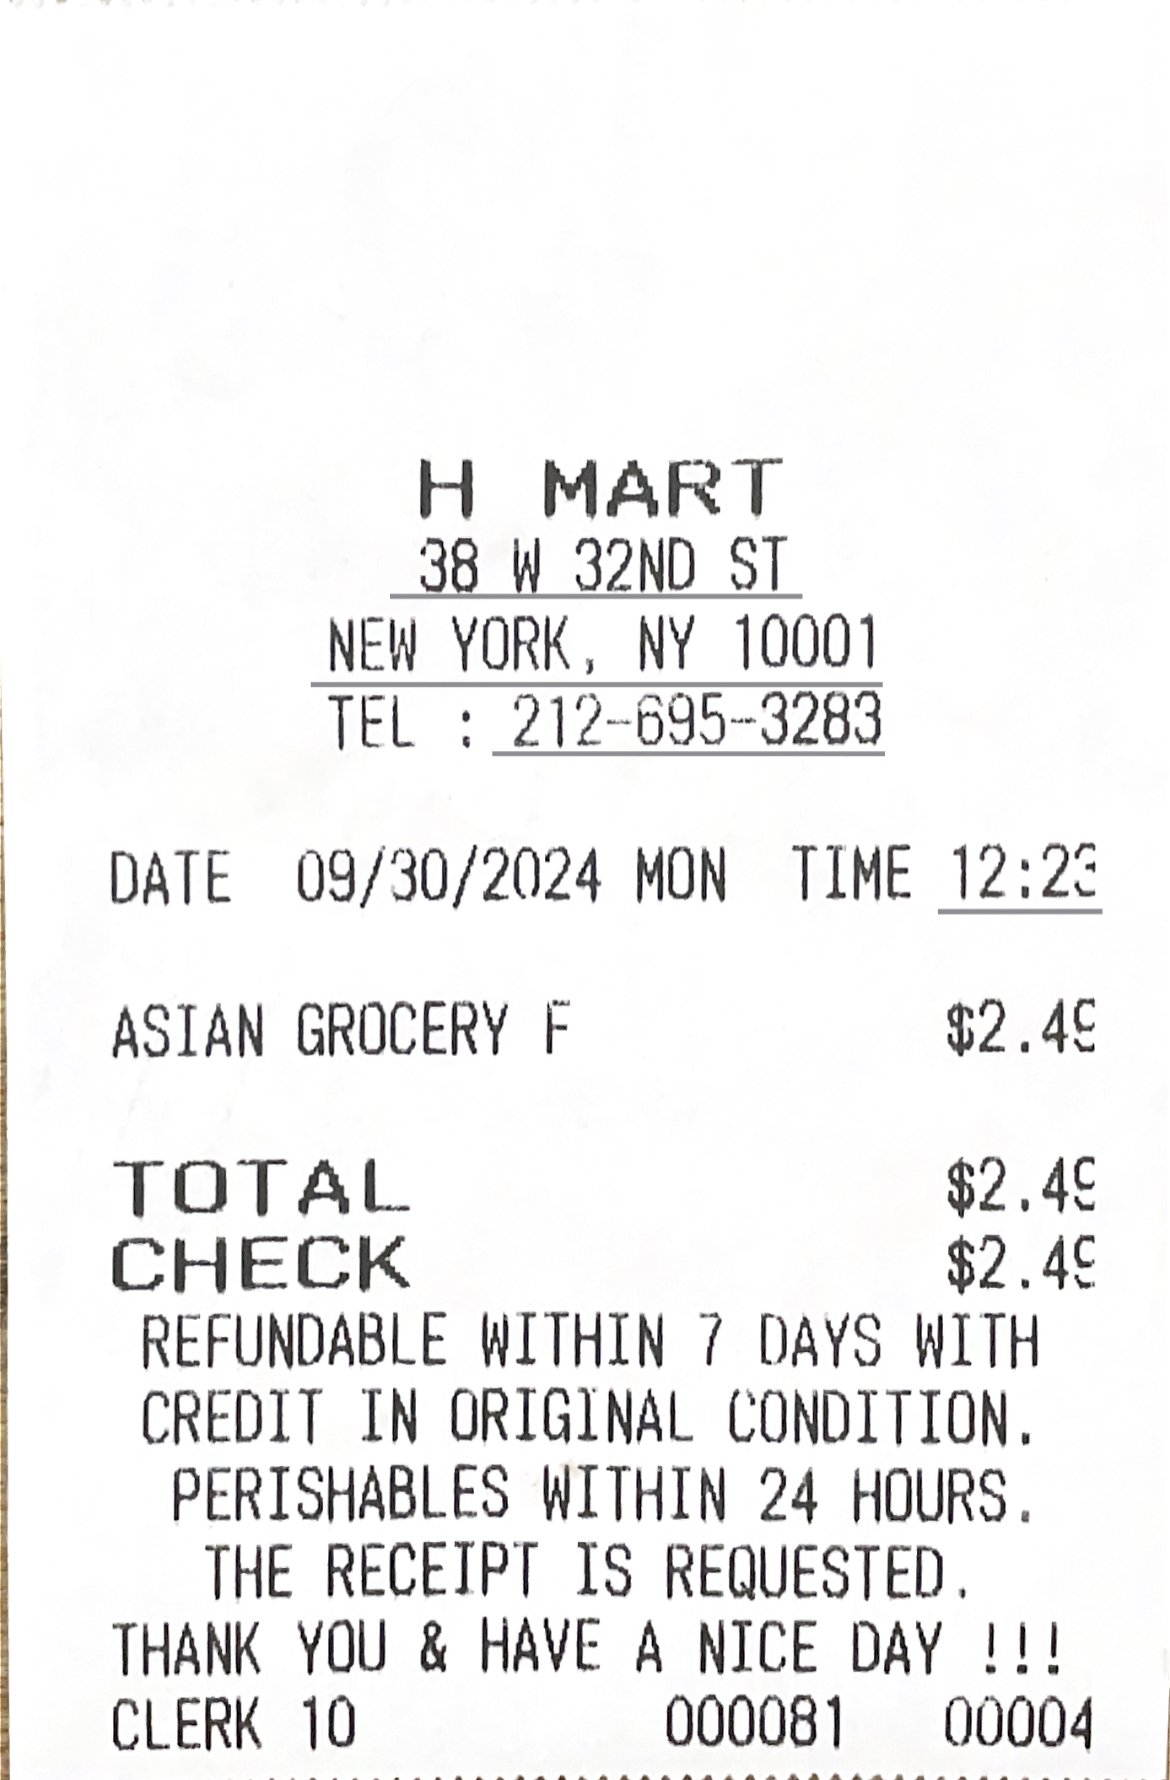 H MART
38 W 32ND ST
NEW YORK, NY 10001
TEL : 212-695-3283
DATE 09/30/2024 MON TIME 12:23
ASIAN GROCERY F $2.49
TOTAL $2.49
CHECK $2.49
REFUNDABLE WITHIN 7 DAYS WITH
CREDIT IN ORIGINAL CONDITION.
PERISHABLES WITHIN 24 HOURS.
THE RECEIPT IS REQUESTED.
THANK YOU & HAVE A NICE DAY !!!
CLERK 10 000081 00004